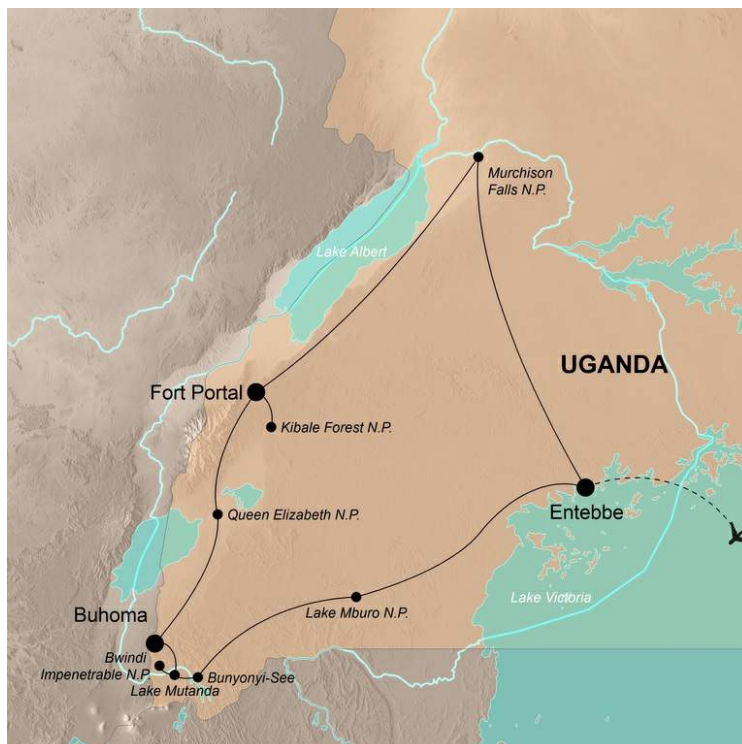 Murchison
Falls N.P.
Lake Albert
UGANDA
Fort Portal
Kibale Forest N.P.
Queen Elizabeth N.P.
Entebbe
Lake Victoria
Lake Mburo N.P.
Buhoma
Bwindi
Impenetrable N.P.
Bunyonyi-See
Lake Mutanda